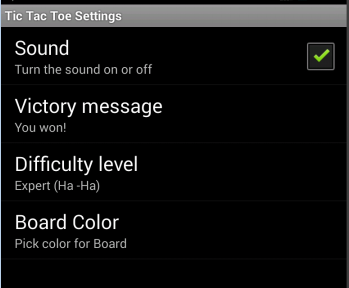 Tic Tac Toe Settings
Sound
Turn the sound on or off
Victory message
You won!
Difficulty level
Expert (Ha -Ha)
Board Color
Pick color for Board